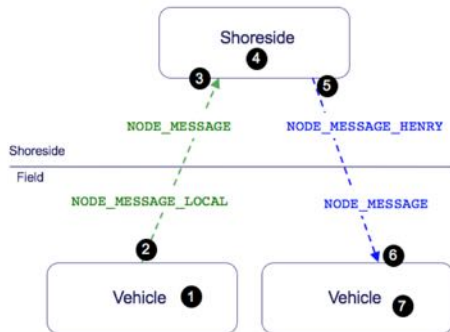 Shoreside
4
3
5
NODE_MESSAGE
NODE_MESSAGE_HENRY
Shoreside
Field
NODE_MESSAGE_LOCAL
NODE_MESSAGE
2
6
Vehicle 1
Vehicle 7